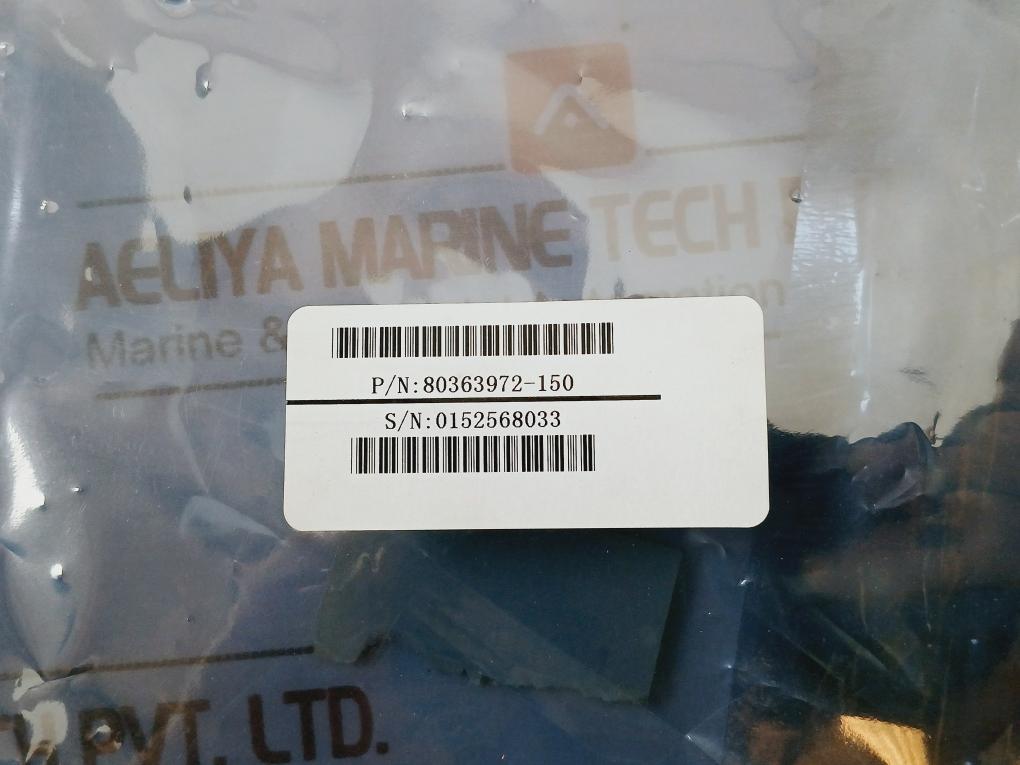 AELIYA MARINE TECH
Marine &
P/N:80363972-150
S/N:0152568033
PVT. LTD.